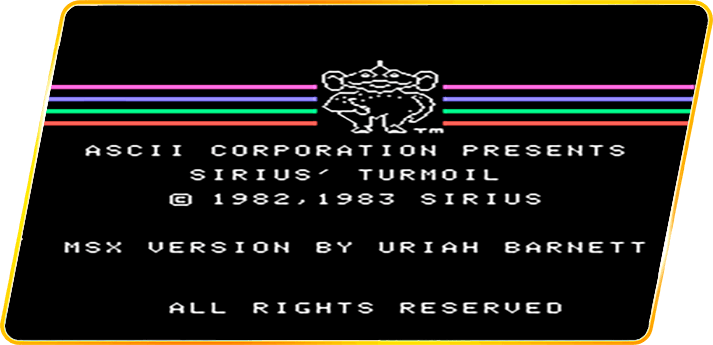 TM
ASCII CORPORATION PRESENTS
SIRIUS' TURMOIL
© 1982,1983 SIRIUS
MSX VERSION BY URIAH BARNETT
ALL RIGHTS RESERVED